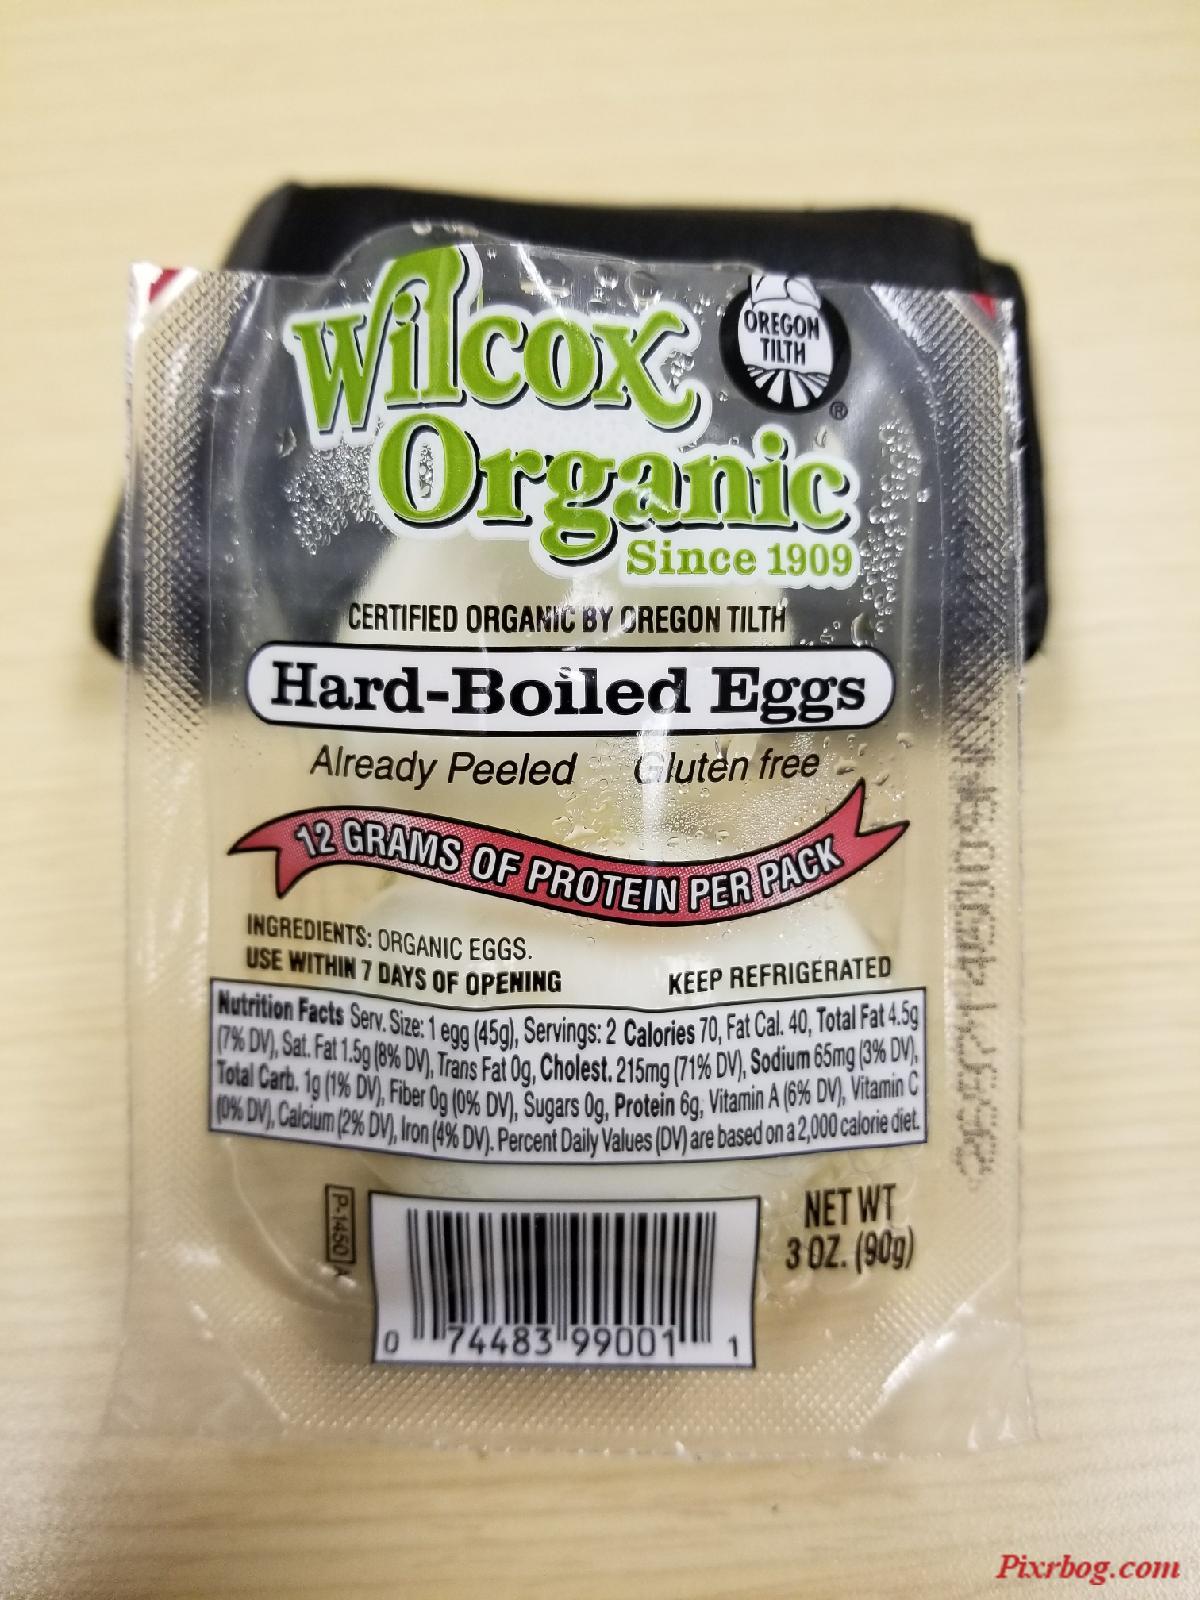 Wilcox
Organic
Since 1909
OREGON
TILTH
®
CERTIFIED ORGANIC BY OREGON TILTH
Hard-Boiled Eggs
Already Peeled Gluten free
12 GRAMS OF PROTEIN PER PACK
INGREDIENTS: ORGANIC EGGS.
USE WITHIN 7 DAYS OF OPENING
KEEP REFRIGERATED
Nutrition Facts Serv. Size: 1 egg (45g), Servings: 2 Calories 70, Fat Cal. 40, Total Fat 4.5g
(7% DV), Sat. Fat 1.5g (8% DV), Trans Fat 0g, Cholest. 215mg (71% DV), Sodium 65mg (3% DV),
Total Carb. 1g (1% DV), Fiber 0g (0% DV), Sugars 0g, Protein 6g, Vitamin A (6% DV), Vitamin C
(0% DV), Calcium (2% DV), Iron (4% DV). Percent Daily Values (DV) are based on a 2,000 calorie diet.
P-1450 A
NET WT
3 OZ. (90g)
0 74483 99001 1
Pixrbog.com